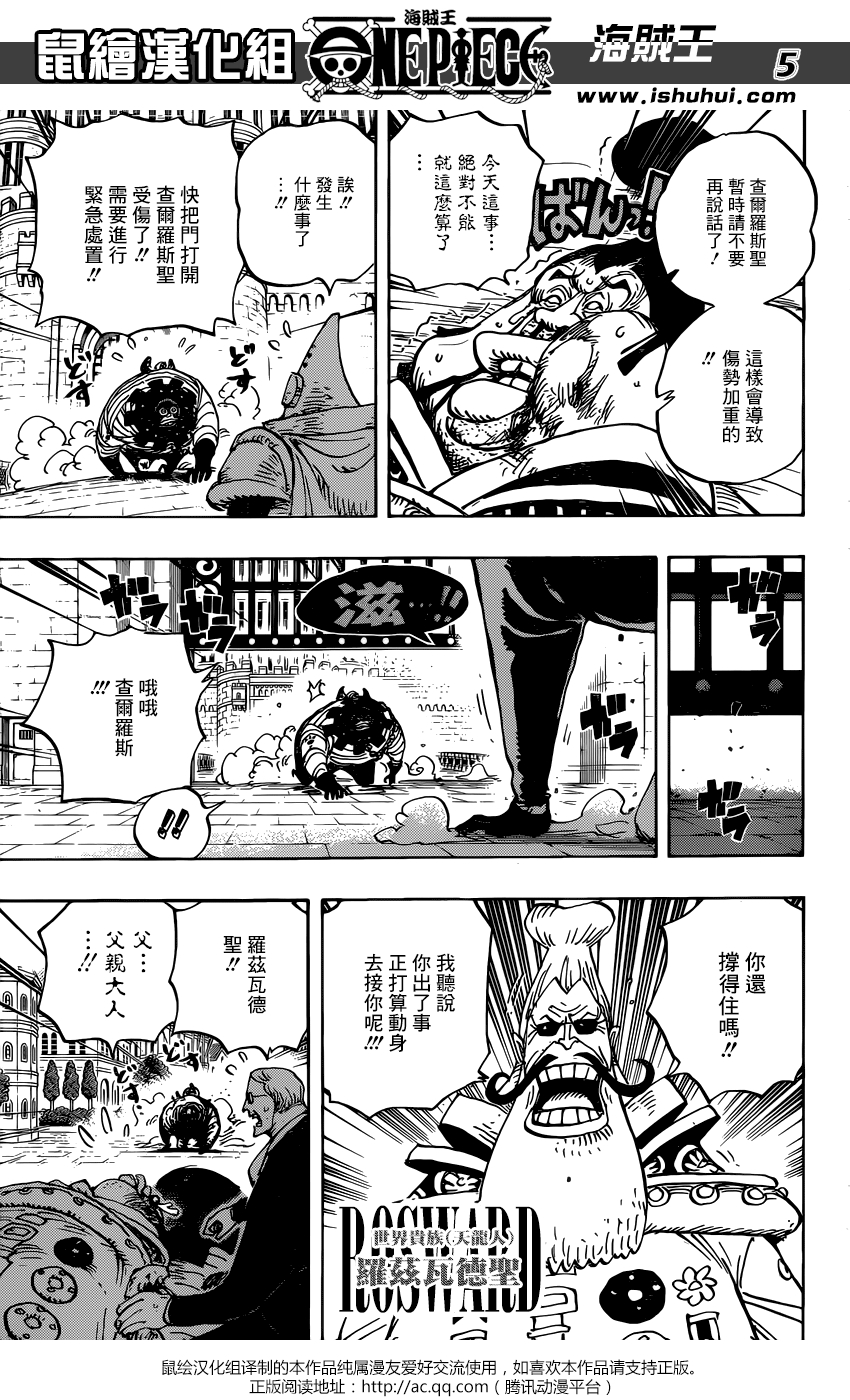 鼠繪漢化組
海賊王
ONE PIECE
海賊王
5
www.ishuhui.com
查爾羅斯聖
暫時請不要
再說話了!
這樣會導致
傷勢加重的
!!
ばんっ!
今天這事…
絕對不能
就這麼算了
誒!!
發生
什麼事了
…!!
快把門打開
查爾羅斯聖
受傷了!!
需要進行
緊急處置!!
どす
どす
ガラ
ガラ
滋…!!
ガラ
ガラ
ガラ
哦哦
查爾羅斯
!!!
!!
你還
撐得住嗎!!
我聽說
你出了事
正打算動身
去接你呢!!!
ROSWARD
世界貴族(天龍人)
羅茲瓦德聖
羅茲瓦德
聖!!
父…
父親大人
…!!
どす
どす
鼠绘汉化组译制的本作品纯属漫友爱好交流使用，如喜欢本作品请支持正版。
正版阅读地址：http://ac.qq.com（腾讯动漫平台）